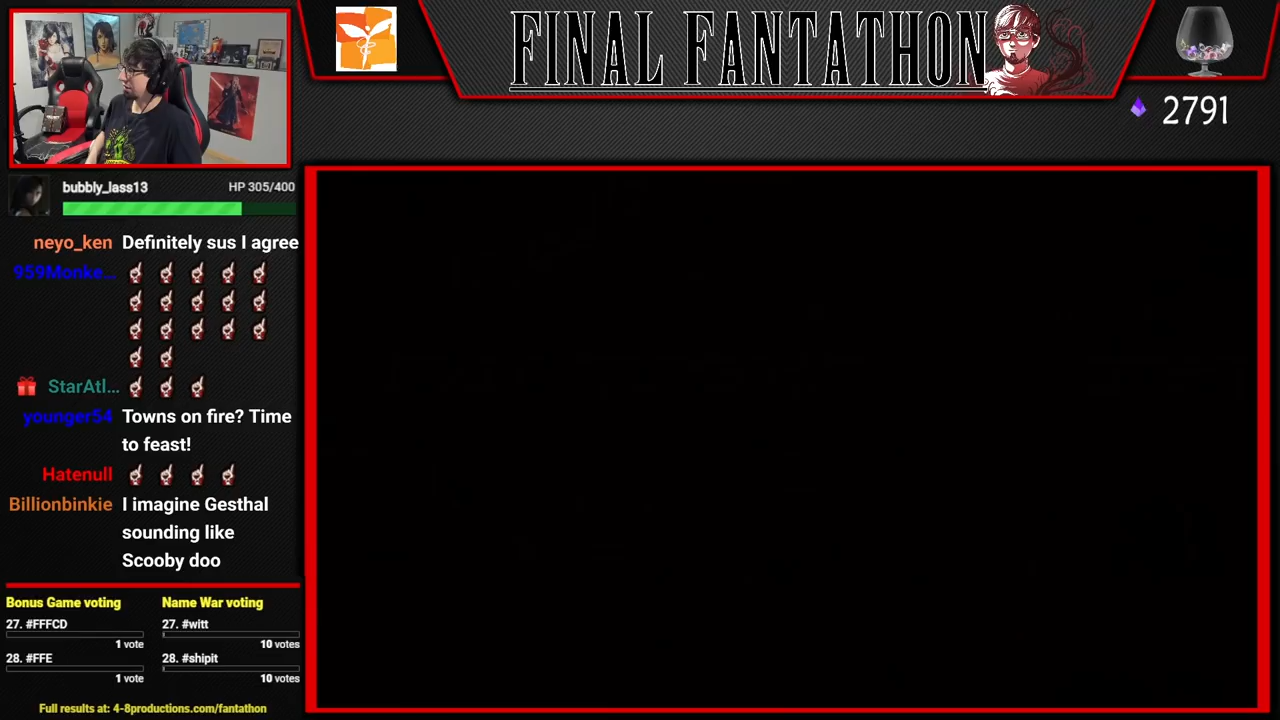 FINAL FANTATHON
2791
bubbly_lass13 HP 305/400
neyo_ken Definitely sus I agree
959Monke...
StarAtl...
younger54 Towns on fire? Time
to feast!
Hatenull
Billionbinkie I imagine Gesthal
sounding like
Scooby doo
Bonus Game voting Name War voting
27. #FFFCD 27. #witt
1 vote 10 votes
28. #FFE 28. #shipit
1 vote 10 votes
Full results at: 4-8productions.com/fantathon